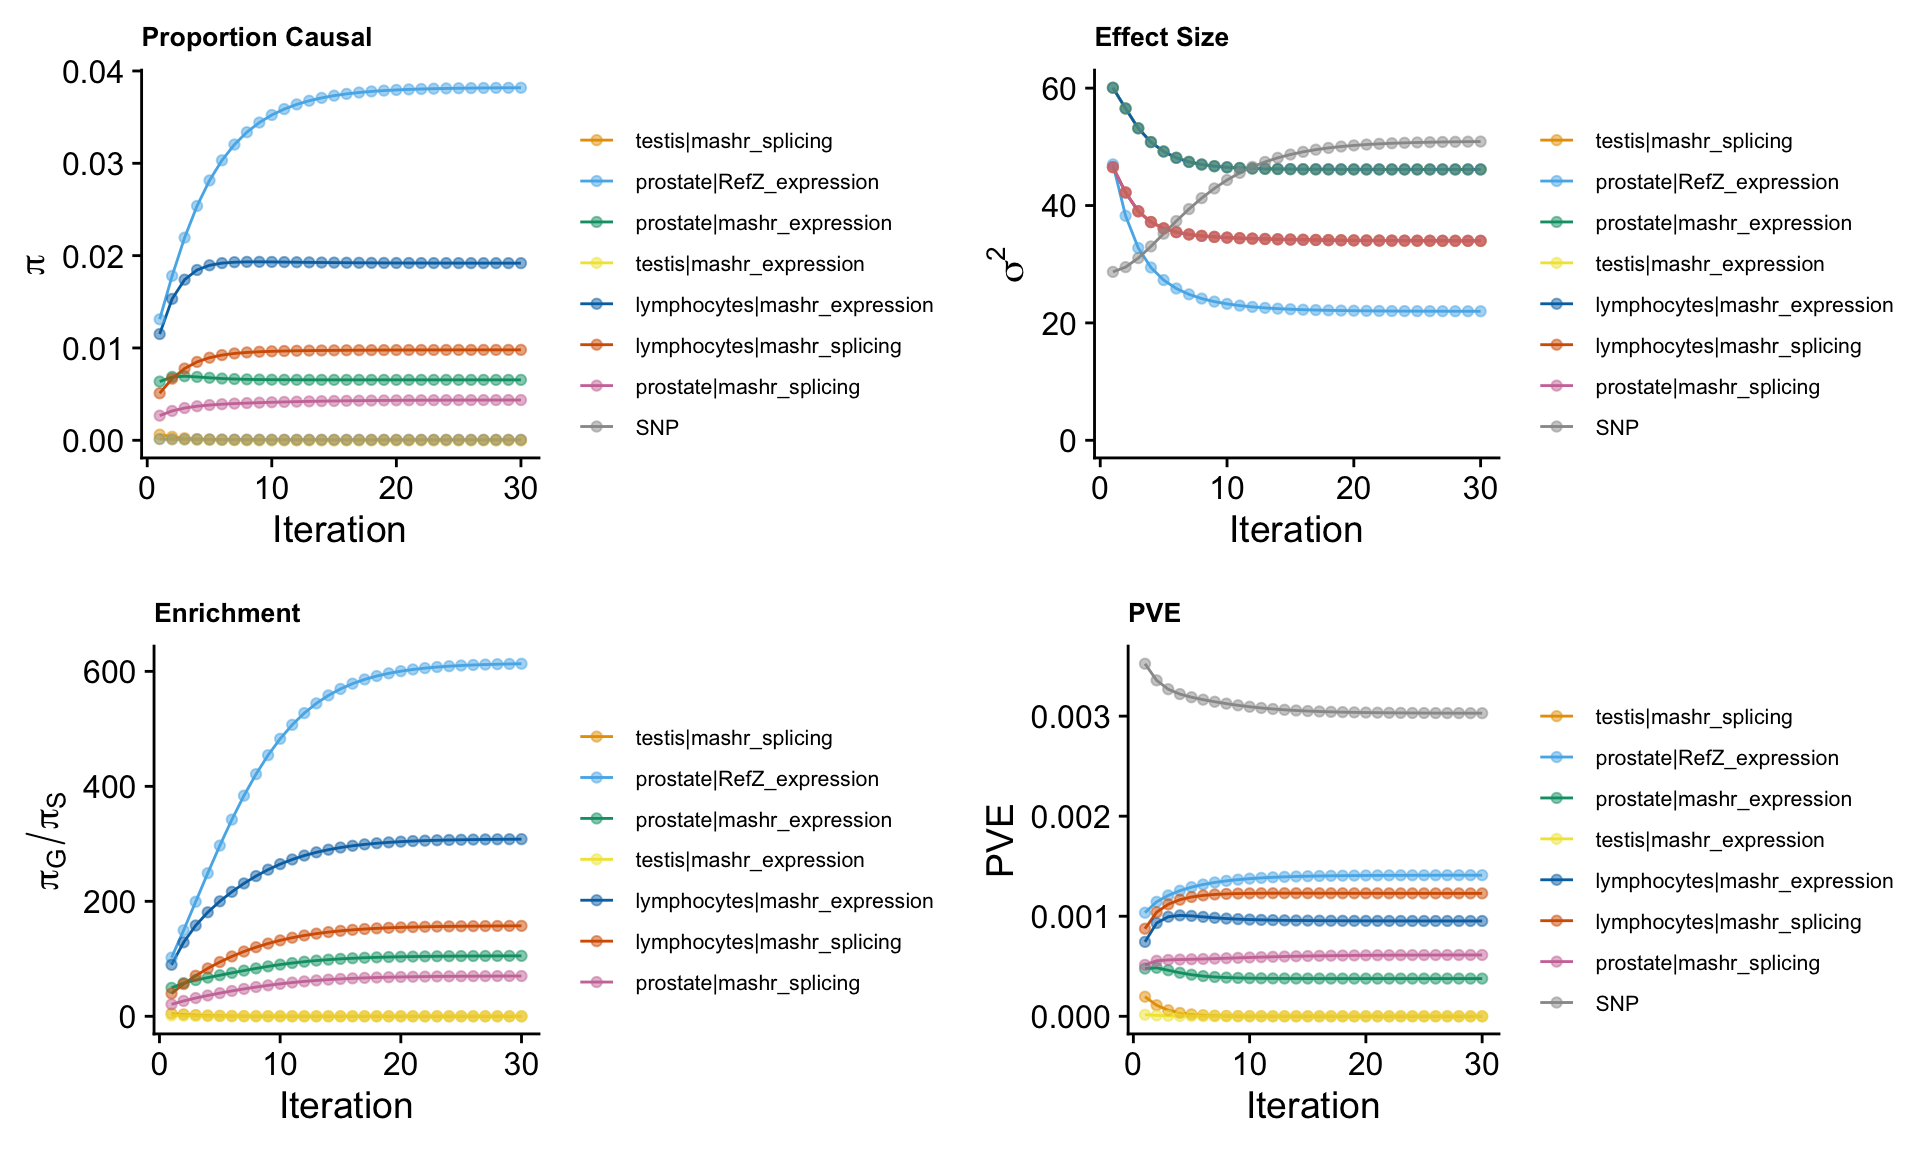 Proportion Causal
π
0.04
0.03
0.02
0.01
0.00
0 10 20 30
Iteration
testis|mashr_splicing
prostate|RefZ_expression
prostate|mashr_expression
testis|mashr_expression
lymphocytes|mashr_expression
lymphocytes|mashr_splicing
prostate|mashr_splicing
SNP
Effect Size
σ²
60
40
20
0
0 10 20 30
Iteration
testis|mashr_splicing
prostate|RefZ_expression
prostate|mashr_expression
testis|mashr_expression
lymphocytes|mashr_expression
lymphocytes|mashr_splicing
prostate|mashr_splicing
SNP
Enrichment
πG/πS
600
400
200
0
0 10 20 30
Iteration
testis|mashr_splicing
prostate|RefZ_expression
prostate|mashr_expression
testis|mashr_expression
lymphocytes|mashr_expression
lymphocytes|mashr_splicing
prostate|mashr_splicing
PVE
PVE
0.003
0.002
0.001
0.000
0 10 20 30
Iteration
testis|mashr_splicing
prostate|RefZ_expression
prostate|mashr_expression
testis|mashr_expression
lymphocytes|mashr_expression
lymphocytes|mashr_splicing
prostate|mashr_splicing
SNP